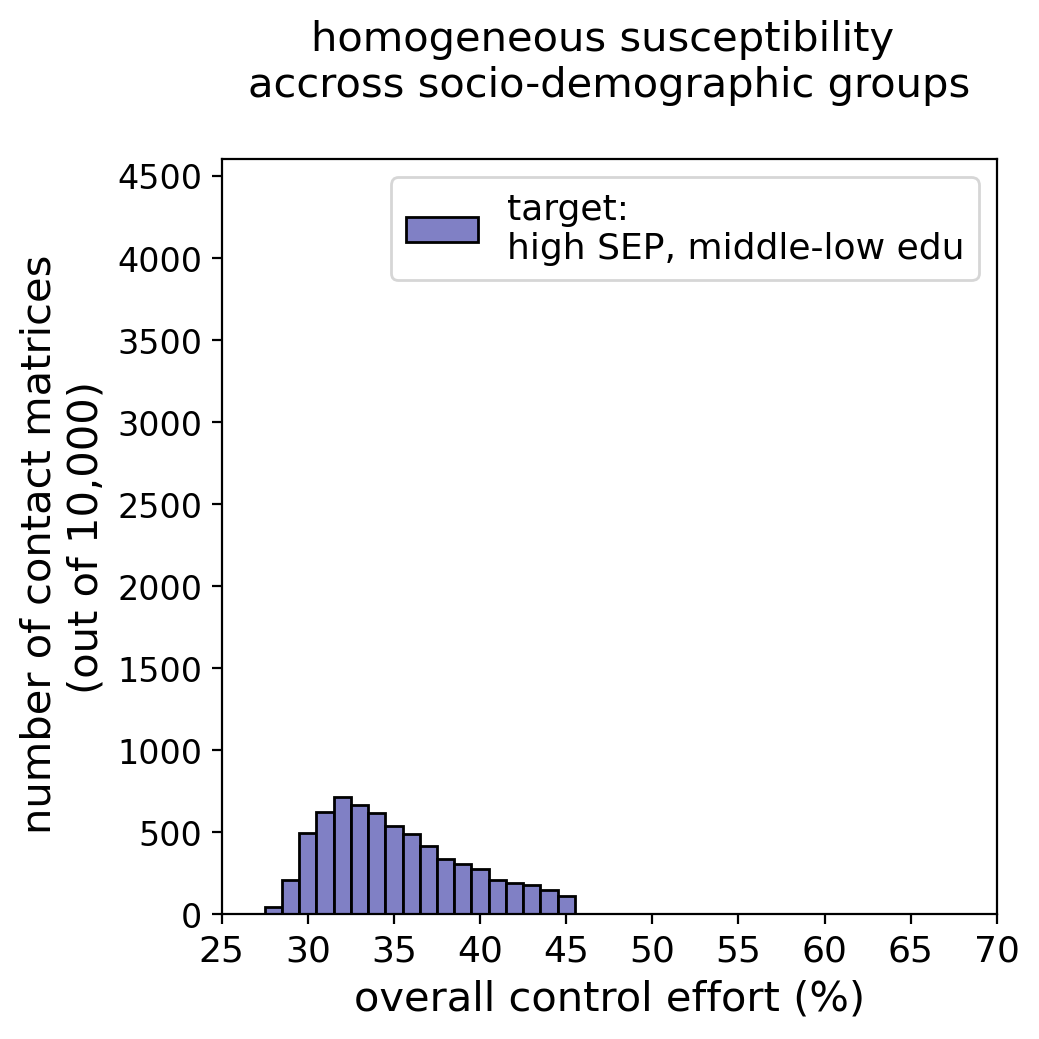 homogeneous susceptibility
accross socio-demographic groups
number of contact matrices
(out of 10,000)
4500
4000
3500
3000
2500
2000
1500
1000
500
0
target:
high SEP, middle-low edu
25 30 35 40 45 50 55 60 65 70
overall control effort (%)